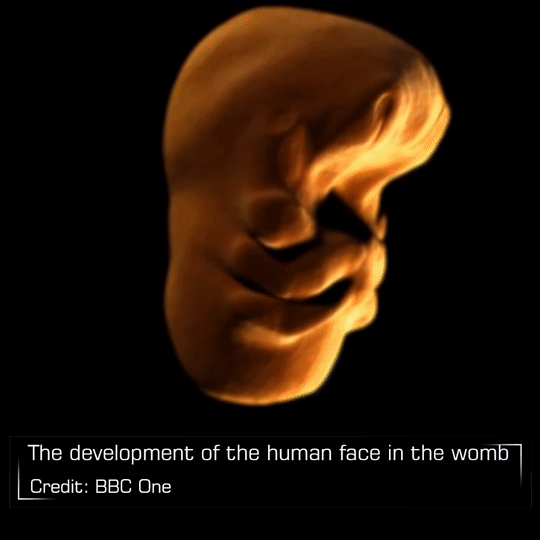 The development of the human face in the womb
Credit: BBC One